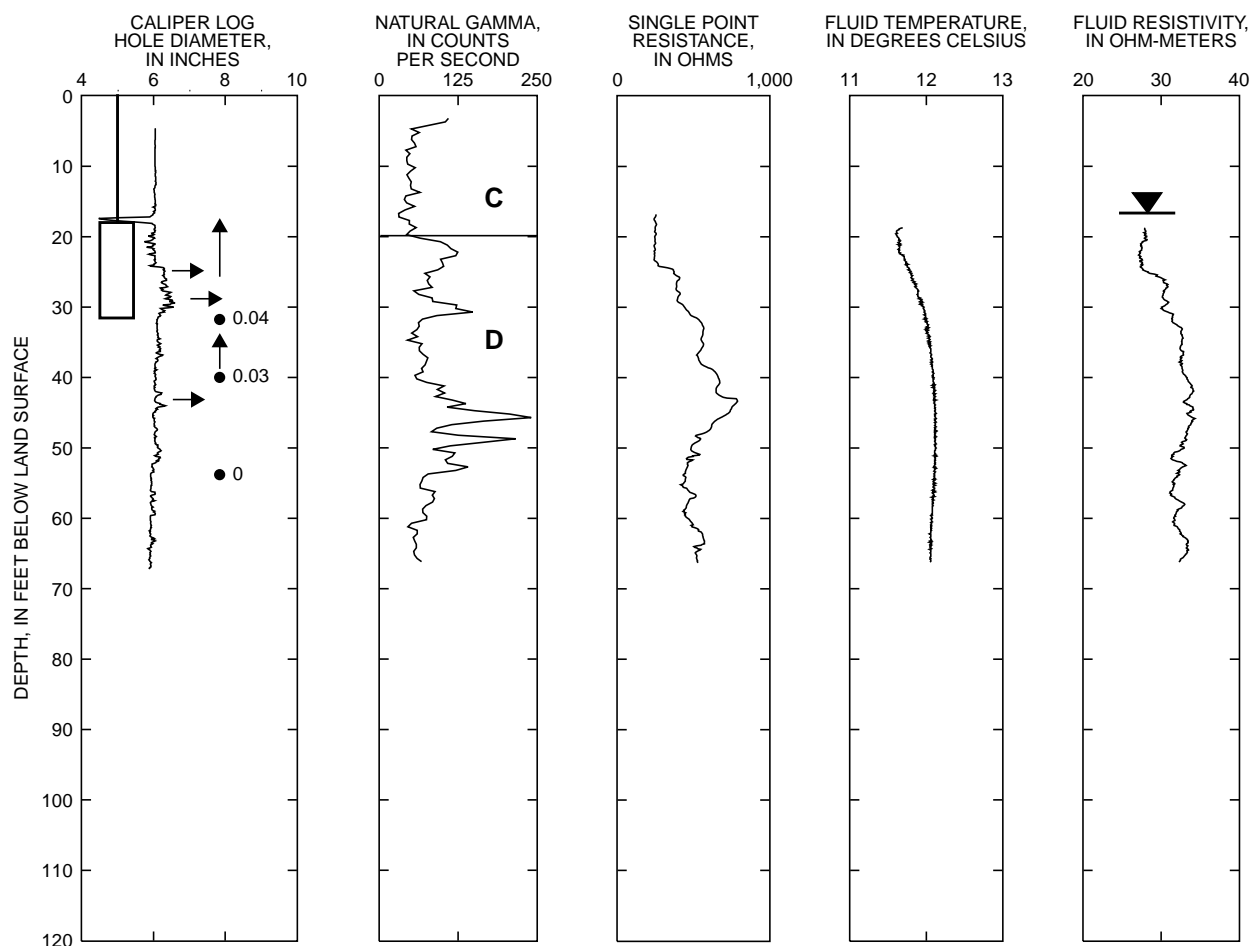 CALIPER LOG
HOLE DIAMETER,
IN INCHES
4 6 8 10
NATURAL GAMMA,
IN COUNTS
PER SECOND
0 125 250
SINGLE POINT
RESISTANCE,
IN OHMS
0 1,000
FLUID TEMPERATURE,
IN DEGREES CELSIUS
11 12 13
FLUID RESISTIVITY,
IN OHM-METERS
20 30 40
DEPTH, IN FEET BELOW LAND SURFACE
0
10
20
30
40
50
60
70
80
90
100
110
120
0.04
0.03
0
C
D